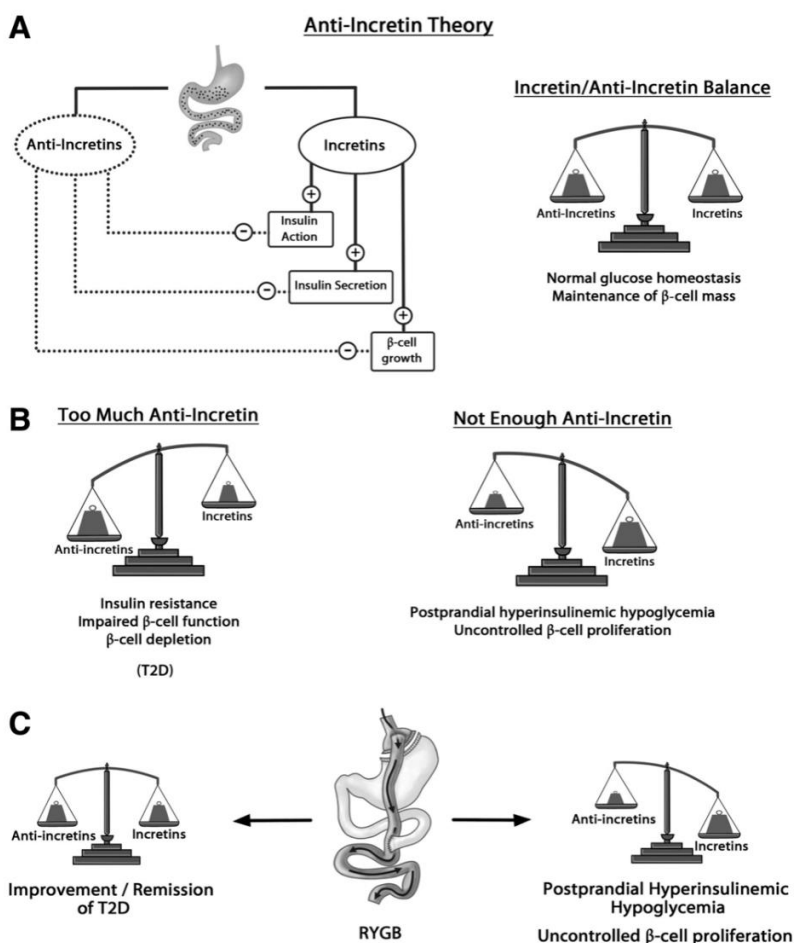 A
Anti-Incretin Theory
Anti-Incretins
Incretins
+
Insulin
Action
−
+
Insulin Secretion
−
+
β-cell
growth
−
Incretin/Anti-Incretin Balance
Anti-Incretins
Incretins
Normal glucose homeostasis
Maintenance of β-cell mass
B
Too Much Anti-Incretin
Anti-incretins
Incretins
Insulin resistance
Impaired β-cell function
β-cell depletion
(T2D)
Not Enough Anti-Incretin
Anti-incretins
Incretins
Postprandial hyperinsulinemic hypoglycemia
Uncontrolled β-cell proliferation
C
Anti-incretins
Incretins
Improvement / Remission
of T2D
RYGB
Anti-incretins
Incretins
Postprandial Hyperinsulinemic
Hypoglycemia
Uncontrolled β-cell proliferation